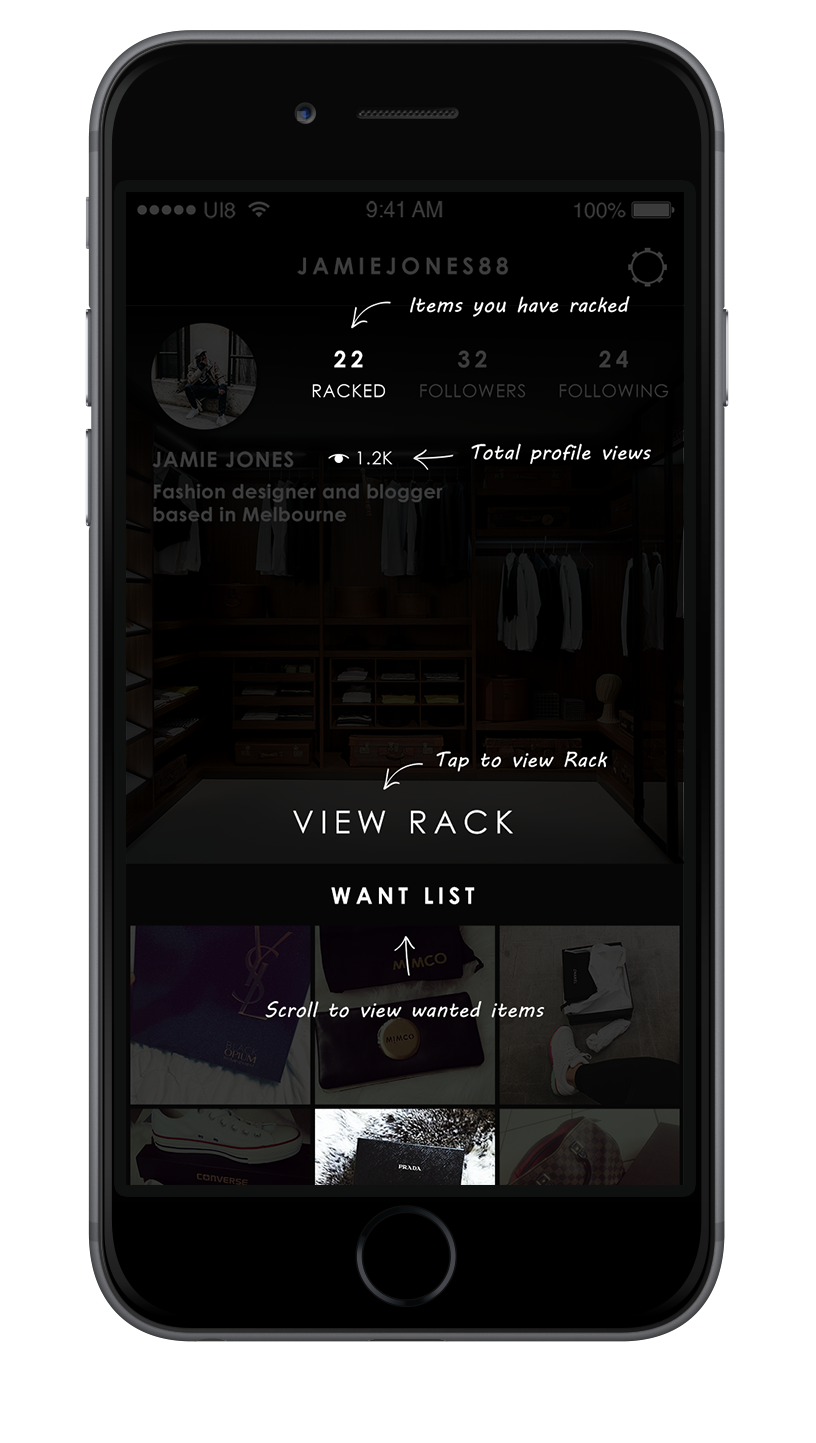 UI8 9:41 AM 100%
JAMIEJONES88
Items you have racked
22 32 24
RACKED FOLLOWERS FOLLOWING
JAMIE JONES 1.2K Total profile views
Fashion designer and blogger
based in Melbourne
Tap to view Rack
VIEW RACK
WANT LIST
MIMCO
Scroll to view wanted items
MIMCO
BLACK
OPIUM
PRADA
CONVERSE